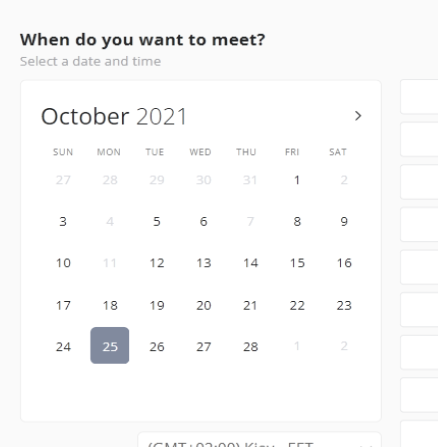 When do you want to meet?
Select a date and time
October 2021
SUN MON TUE WED THU FRI SAT
27 28 29 30 31 1 2
3 4 5 6 7 8 9
10 11 12 13 14 15 16
17 18 19 20 21 22 23
24 25 26 27 28 1 2